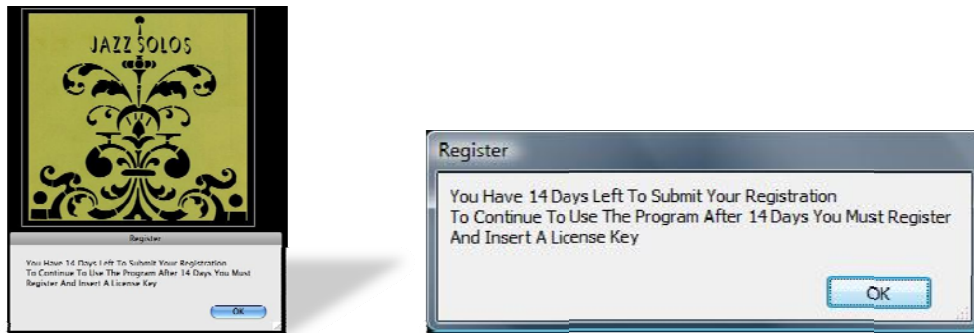 JAZZ SOLOS
Register
You Have 14 Days Left To Submit Your Registration
To Continue To Use The Program After 14 Days You Must
Register And Insert A License Key
OK
Register
You Have 14 Days Left To Submit Your Registration
To Continue To Use The Program After 14 Days You Must Register
And Insert A License Key
OK